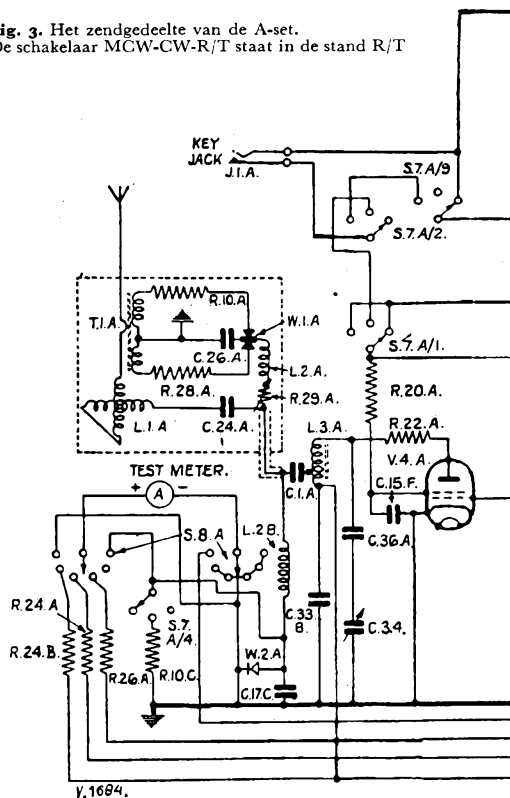 Fig. 3. Het zendgedeelte van de A-set.
De schakelaar MCW-CW-R/T staat in de stand R/T
KEY
JACK
J.1.A.
S.7.A/9
S.7.A/2.
T.1.A.
R.10.A.
W.1.A
C.26.A.
L.2.A.
R.28.A.
R.29.A.
L.1.A
C.24.A.
S.7.A/1.
R.20.A.
L.3.A.
R.22.A.
V.4.A.
C.15.F.
C.1.A.
TEST METER.
+ A -
S.8.A
L.2.B.
C.36.A.
R.24.A
S.7.
A/4.
C.33.
B.
C.34.
R.24.B.
R.26.A
R.10.C.
W.2.A
C.17.C.
V.1684.